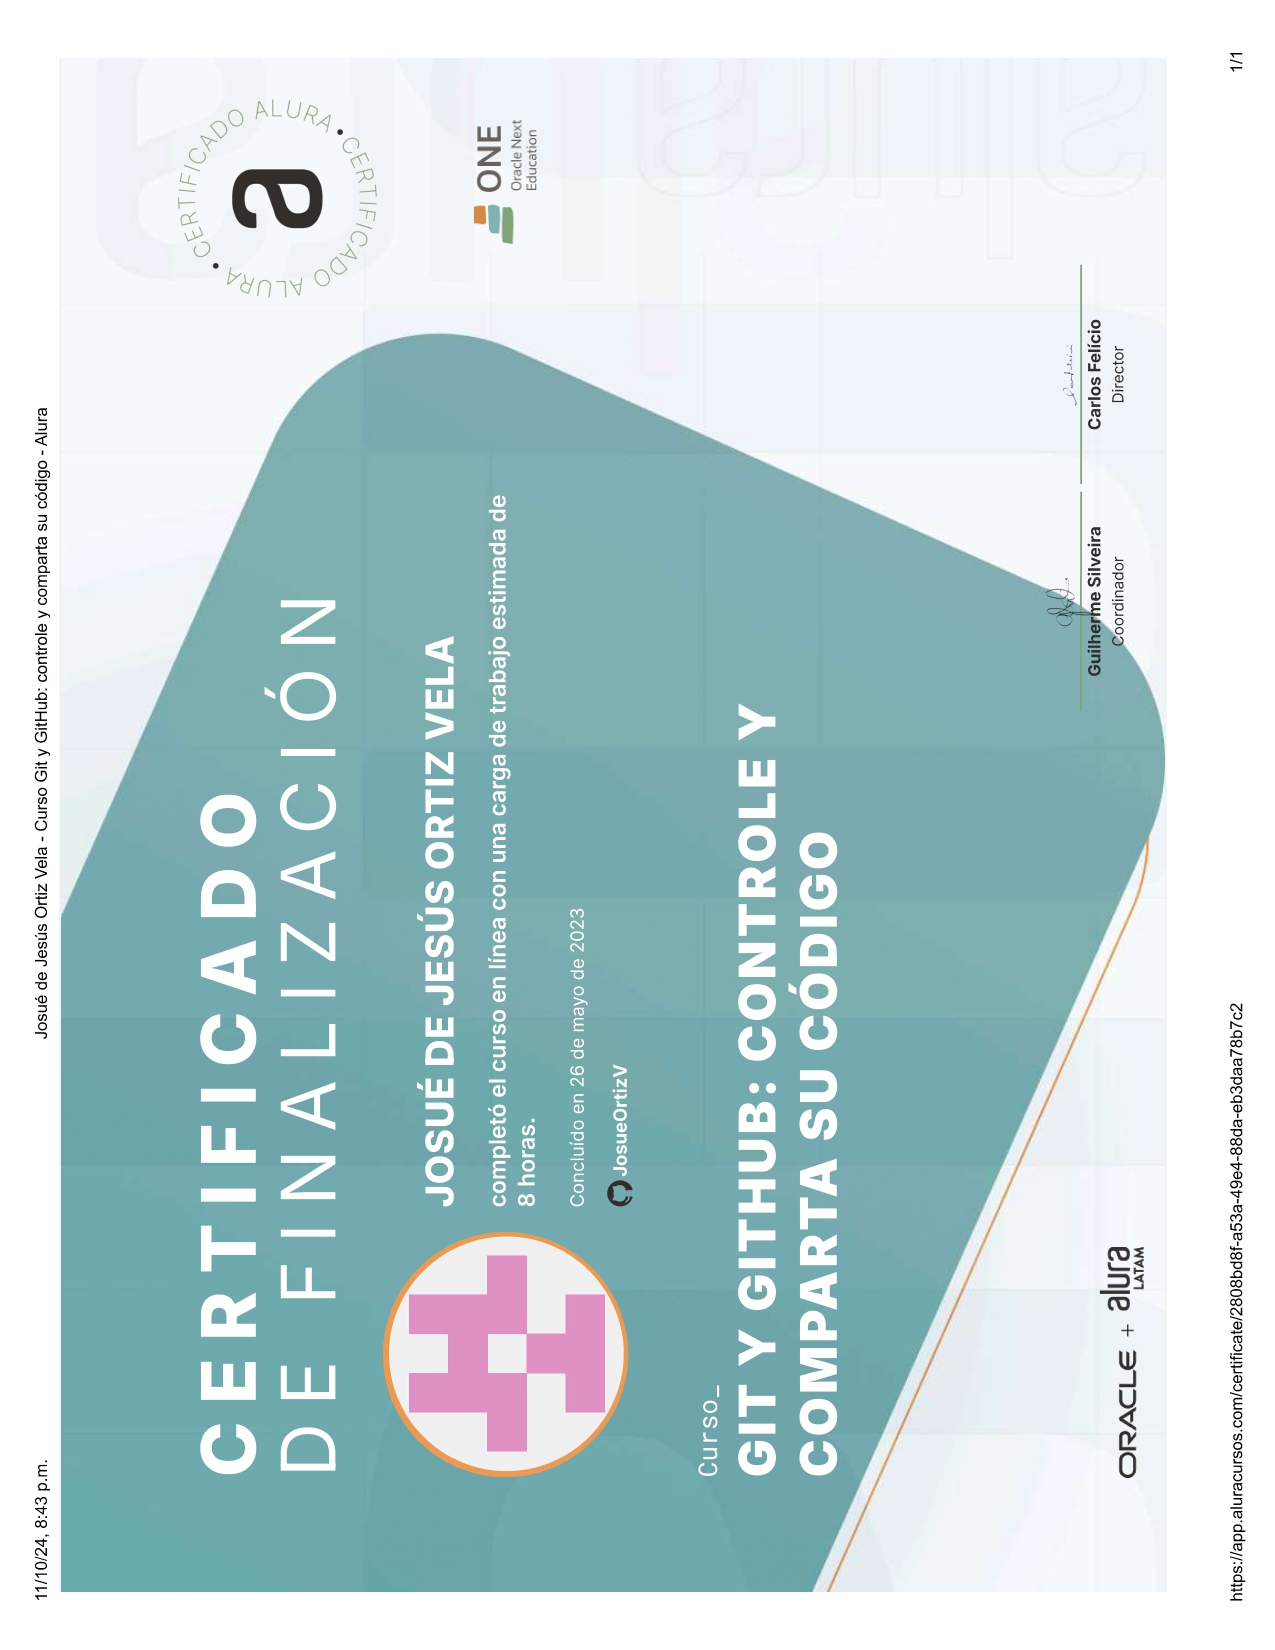 11/10/24, 8:43 p.m.
Josué de Jesús Ortiz Vela - Curso Git y GitHub: controle y comparta su código - Alura
CERTIFICADO
DE FINALIZACIÓN
CERTIFICADO ALURA • CERTIFICADO ALURA •
a
JOSUÉ DE JESÚS ORTIZ VELA
completó el curso en línea con una carga de trabajo estimada de
8 horas.
Concluído en 26 de mayo de 2023
JosueOrtizV
ONE
Oracle Next
Education
Curso_
GIT Y GITHUB: CONTROLE Y
COMPARTA SU CÓDIGO
Guilherme Silveira
Coordinador
Carlos Felício
Director
ORACLE + alura
LATAM
https://app.aluracursos.com/certificate/2808bd8f-a53a-49e4-88da-eb3daa78b7c2
1/1